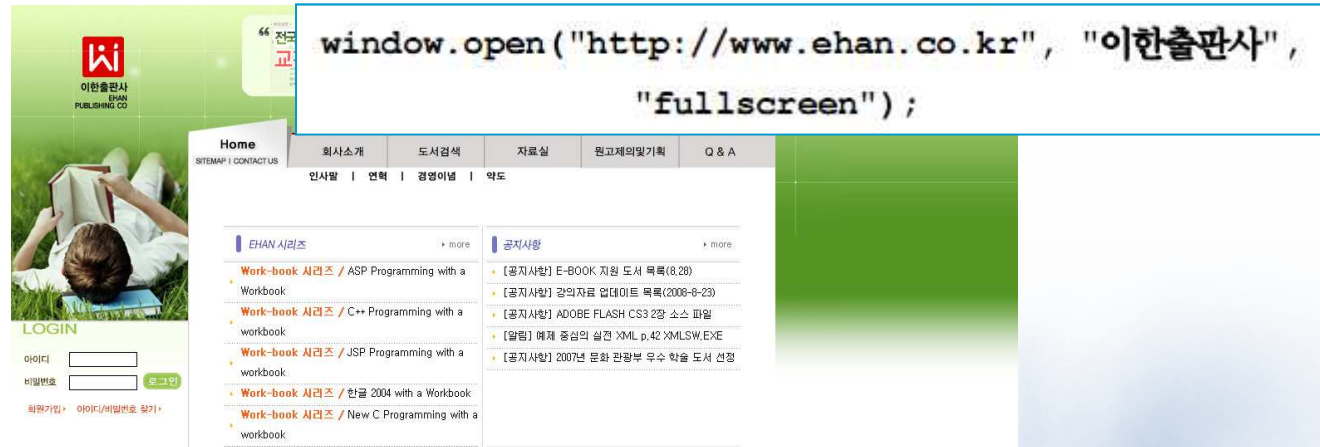 이한출판사
EHAN
PUBLISHING CO
“ 전국
교
window.open("http://www.ehan.co.kr", "이한출판사",
"fullscreen");
Home
SITEMAP | CONTACT US
회사소개 도서검색 자료실 원고제의및기획 Q & A
인사말 | 연혁 | 경영이념 | 약도
EHAN 시리즈 more
Work-book 시리즈 / ASP Programming with a
Workbook
Work-book 시리즈 / C++ Programming with a
workbook
Work-book 시리즈 / JSP Programming with a
workbook
Work-book 시리즈 / 한글 2004 with a Workbook
Work-book 시리즈 / New C Programming with a
workbook
공지사항 more
[공지사항] E-BOOK 지원 도서 목록(8,28)
[공지사항] 강의자료 업데이트 목록(2008-8-23)
[공지사항] ADOBE FLASH CS3 2장 소스 파일
[알림] 예제 중심의 실전 XML p,42 XMLSW,EXE
[공지사항] 2007년 문화 관광부 우수 학술 도서 선정
LOGIN
아이디
비밀번호 로그인
회원가입 아이디/비밀번호 찾기